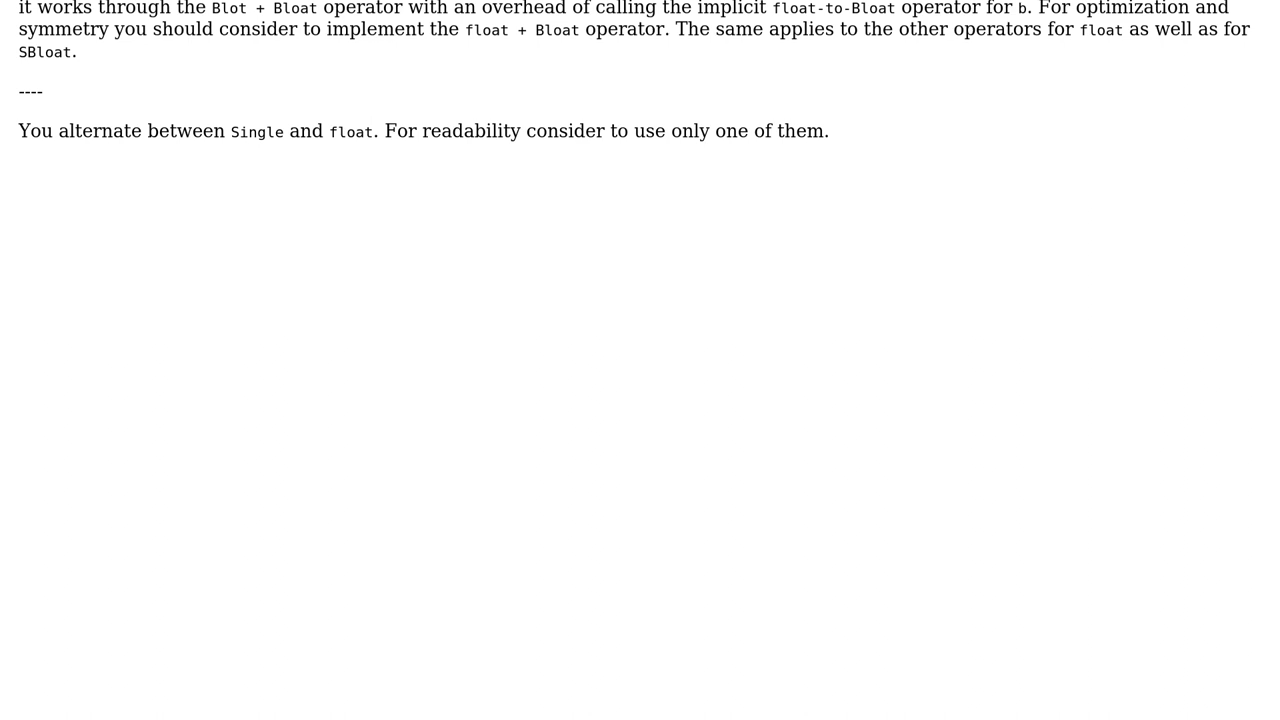 it works through the Blot + Bloat operator with an overhead of calling the implicit float-to-Bloat operator for b. For optimization and
symmetry you should consider to implement the float + Bloat operator. The same applies to the other operators for float as well as for
SBloat.
----
You alternate between Single and float. For readability consider to use only one of them.